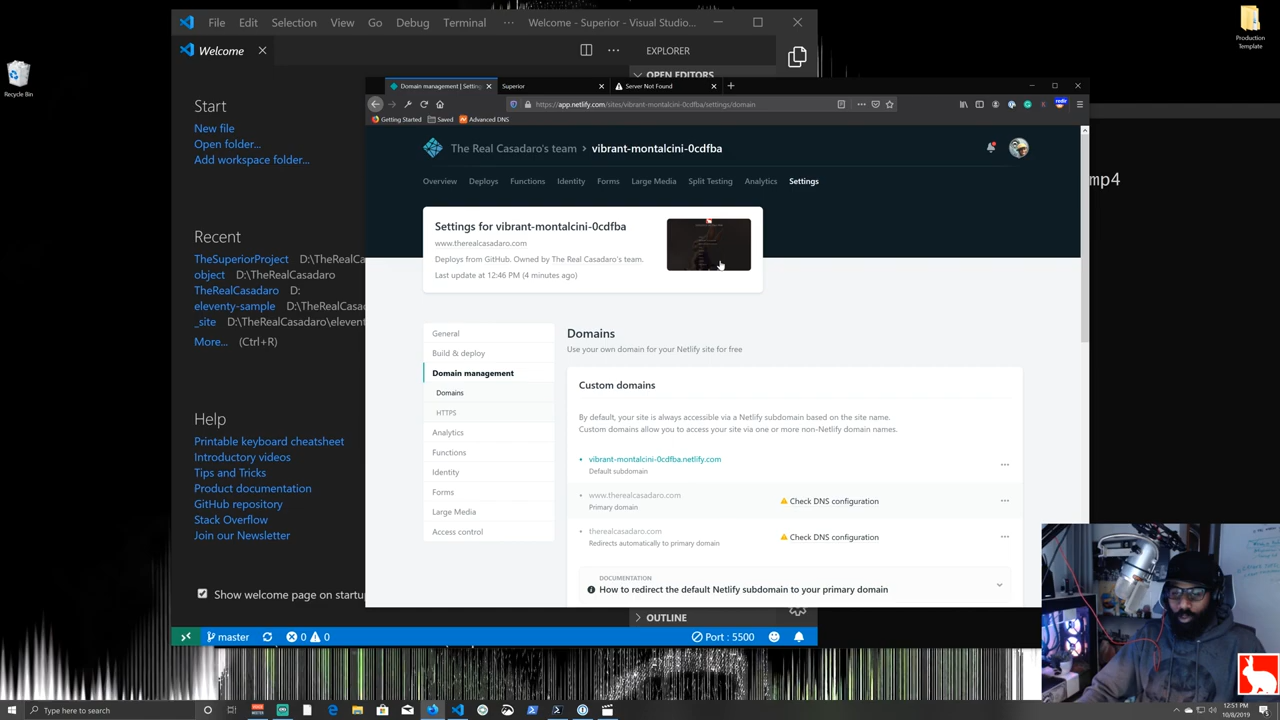 File Edit Selection View Go Debug Terminal ··· Welcome - Superior - Visual Studio...
Welcome
EXPLORER
OPEN EDITORS
Recycle Bin
Production
Template
Start
New file
Open folder...
Add workspace folder...
Recent
TheSuperiorProject D:\TheRealCasadaro
object D:\
TheRealCasadaro D:
eleventy-sample D:\TheRealCasadaro
_site D:\TheRealCasadaro\elevent
More... (Ctrl+R)
Help
Printable keyboard cheatsheet
Introductory videos
Tips and Tricks
Product documentation
GitHub repository
Stack Overflow
Join our Newsletter
Show welcome page on startup
OUTLINE
master 0 0
Port : 5500
mp4
Domain management | Setting
Superior
Server Not Found
https://app.netlify.com/sites/vibrant-montalcini-0cdfba/settings/domain
Getting Started Saved Advanced DNS
The Real Casadaro's team > vibrant-montalcini-0cdfba
Overview Deploys Functions Identity Forms Large Media Split Testing Analytics Settings
Settings for vibrant-montalcini-0cdfba
www.therealcasadaro.com
Deploys from GitHub. Owned by The Real Casadaro's team.
Last update at 12:46 PM (4 minutes ago)
General
Build & deploy
Domain management
Domains
HTTPS
Analytics
Functions
Identity
Forms
Large Media
Access control
Domains
Use your own domain for your Netlify site for free
Custom domains
By default, your site is always accessible via a Netlify subdomain based on the site name.
Custom domains allow you to access your site via one or more non-Netlify domain names.
vibrant-montalcini-0cdfba.netlify.com
Default subdomain
www.therealcasadaro.com Check DNS configuration
Primary domain
therealcasadaro.com Check DNS configuration
Redirects automatically to primary domain
DOCUMENTATION
How to redirect the default Netlify subdomain to your primary domain
Type here to search
12:51 PM
10/8/2019